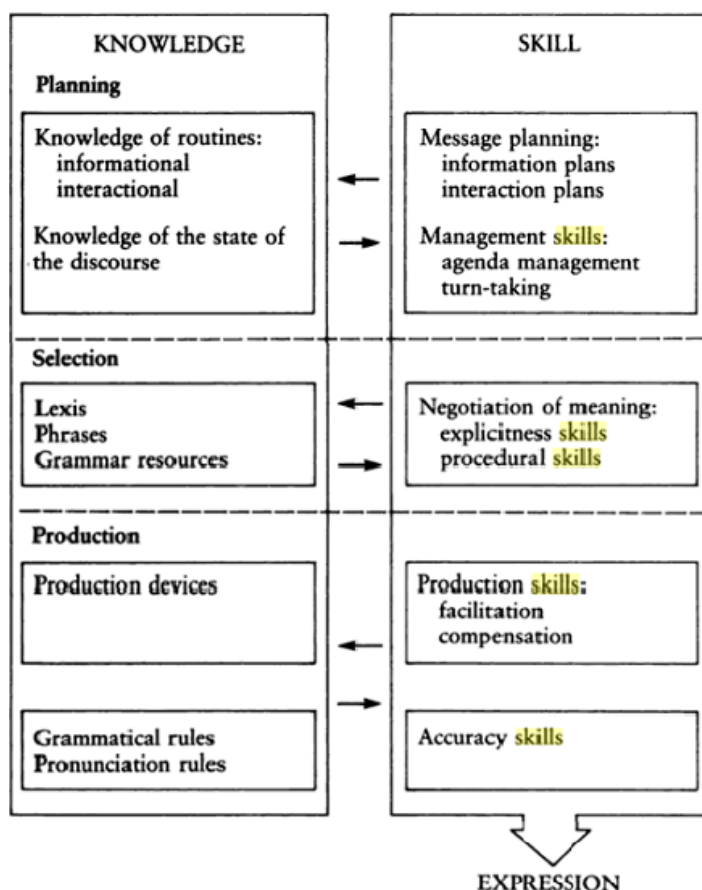 KNOWLEDGE
Planning
Knowledge of routines:
informational
interactional
Knowledge of the state of
the discourse
SKILL
Message planning:
information plans
interaction plans
Management skills:
agenda management
turn-taking
Selection
Lexis
Phrases
Grammar resources
Negotiation of meaning:
explicitness skills
procedural skills
Production
Production devices
Production skills:
facilitation
compensation
Grammatical rules
Pronunciation rules
Accuracy skills
EXPRESSION